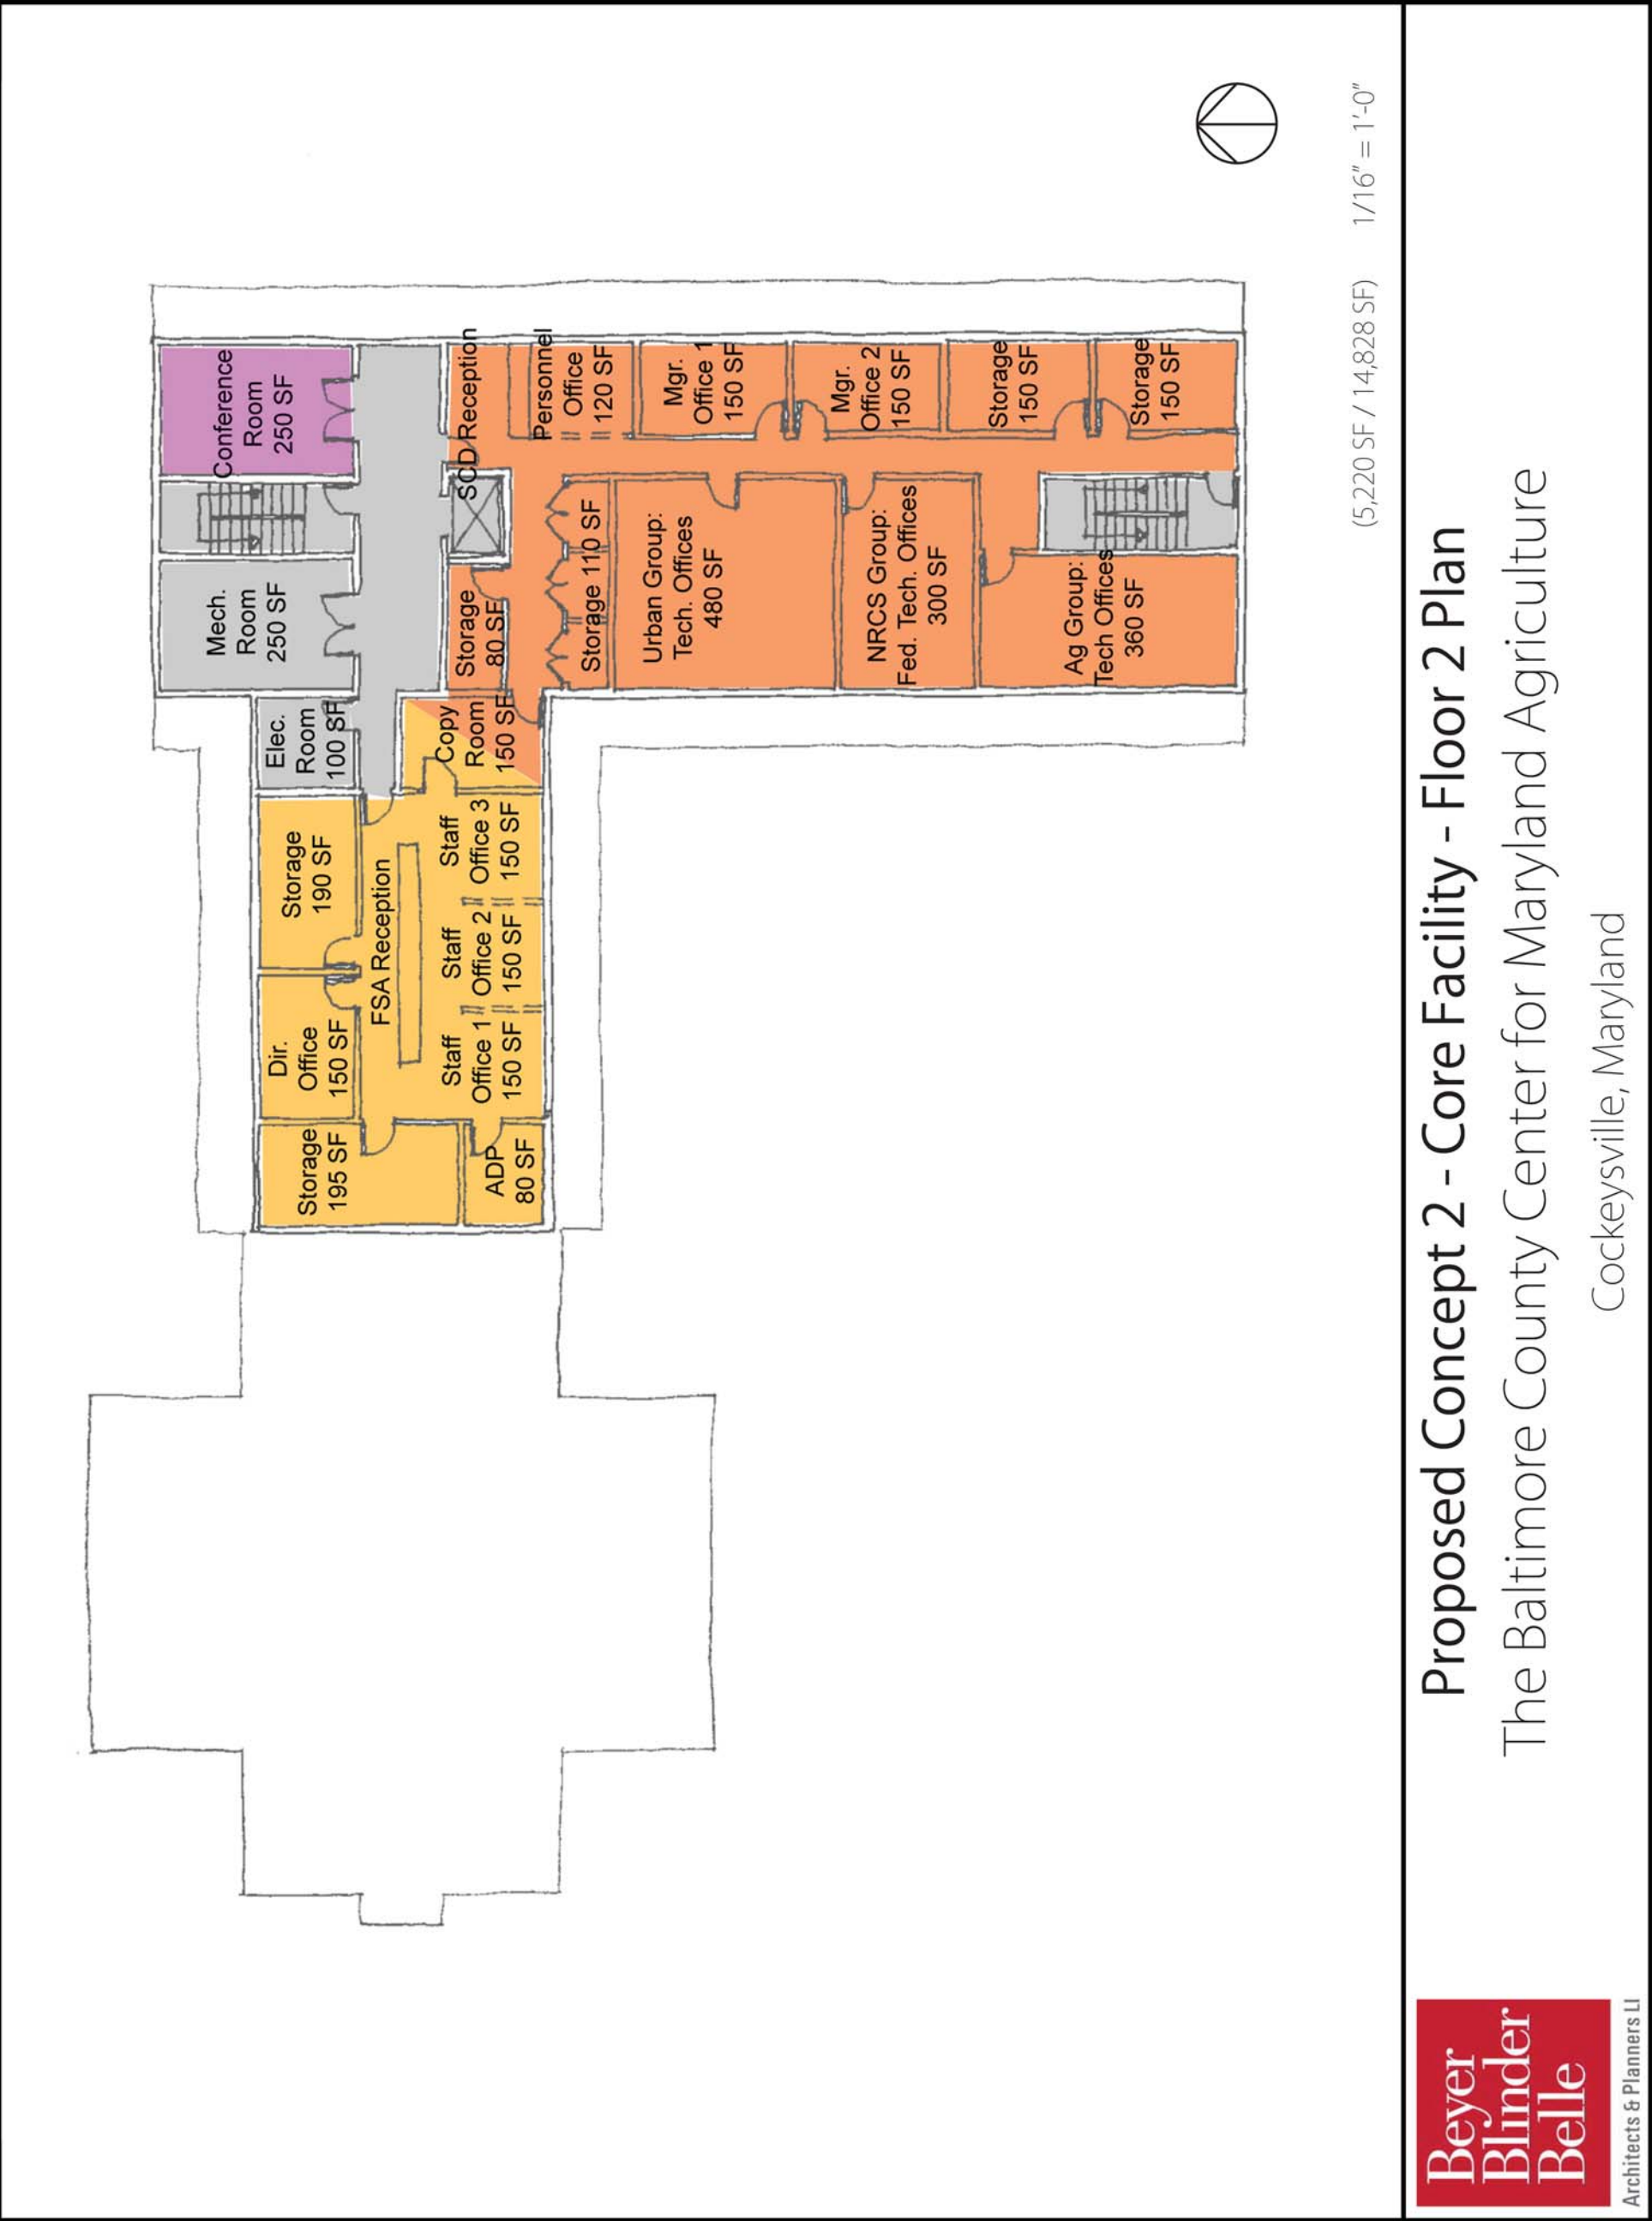 Storage
195 SF
Dir.
Office
150 SF
Storage
190 SF
Elec.
Room
100 SF
Mech.
Room
250 SF
Conference
Room
250 SF
FSA Reception
ADP
80 SF
Staff
Office 1
150 SF
Staff
Office 2
150 SF
Staff
Office 3
150 SF
Copy
Room
150 SF
Storage
80 SF
SCD Reception
Storage 110 SF
Personnel
Office
120 SF
Urban Group:
Tech. Offices
480 SF
Mgr.
Office 1
150 SF
NRCS Group:
Fed. Tech. Offices
300 SF
Mgr.
Office 2
150 SF
Storage
150 SF
Ag Group:
Tech Offices
360 SF
Storage
150 SF
(5,220 SF / 14,828 SF) 1/16" = 1'-0"
Beyer
Blinder
Belle
Architects & Planners LL
Proposed Concept 2 - Core Facility - Floor 2 Plan
The Baltimore County Center for Maryland Agriculture
Cockeysville, Maryland